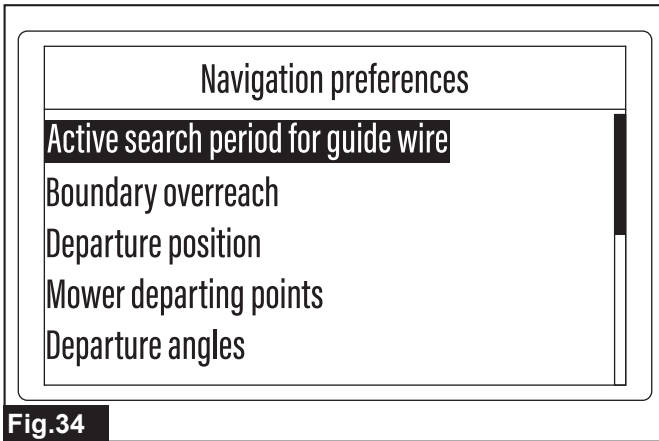 Navigation preferences
Active search period for guide wire
Boundary overreach
Departure position
Mower departing points
Departure angles
Fig.34